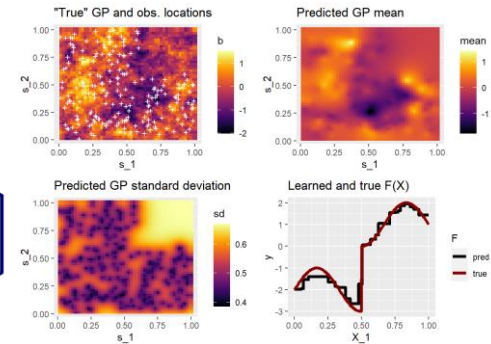 "True" GP and obs. locations
b
1
0
-1
-2
1.00
0.75
0.50
0.25
0.00
s_2
0.00 0.25 0.50 0.75 1.00
s_1
Predicted GP mean
mean
1
0
-1
1.00
0.75
0.50
0.25
0.00
s_2
0.00 0.25 0.50 0.75 1.00
s_1
Predicted GP standard deviation
sd
0.6
0.5
0.4
1.00
0.75
0.50
0.25
0.00
s_2
0.00 0.25 0.50 0.75 1.00
s_1
Learned and true F(X)
F
pred
true
2
1
0
-1
-2
-3
y
0.00 0.25 0.50 0.75 1.00
X_1